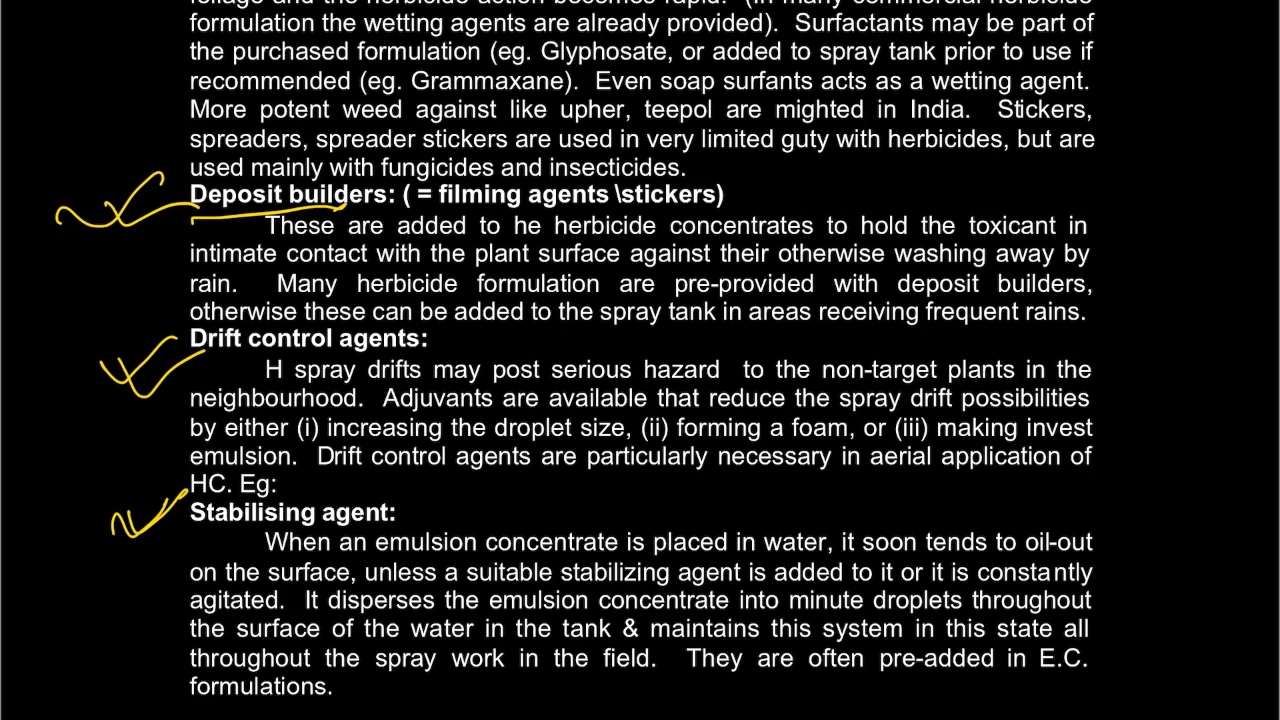 foliage and the herbicide action becomes rapid. (In many commercial herbicide
formulation the wetting agents are already provided). Surfactants may be part of
the purchased formulation (eg. Glyphosate, or added to spray tank prior to use if
recommended (eg. Grammaxane). Even soap surfants acts as a wetting agent.
More potent weed against like upher, teepol are mighted in India. Stickers,
spreaders, spreader stickers are used in very limited guty with herbicides, but are
used mainly with fungicides and insecticides.
Deposit builders: ( = filming agents \stickers)
These are added to he herbicide concentrates to hold the toxicant in
intimate contact with the plant surface against their otherwise washing away by
rain. Many herbicide formulation are pre-provided with deposit builders,
otherwise these can be added to the spray tank in areas receiving frequent rains.
Drift control agents:
H spray drifts may post serious hazard to the non-target plants in the
neighbourhood. Adjuvants are available that reduce the spray drift possibilities
by either (i) increasing the droplet size, (ii) forming a foam, or (iii) making invest
emulsion. Drift control agents are particularly necessary in aerial application of
HC. Eg:
Stabilising agent:
When an emulsion concentrate is placed in water, it soon tends to oil-out
on the surface, unless a suitable stabilizing agent is added to it or it is constantly
agitated. It disperses the emulsion concentrate into minute droplets throughout
the surface of the water in the tank & maintains this system in this state all
throughout the spray work in the field. They are often pre-added in E.C.
formulations.